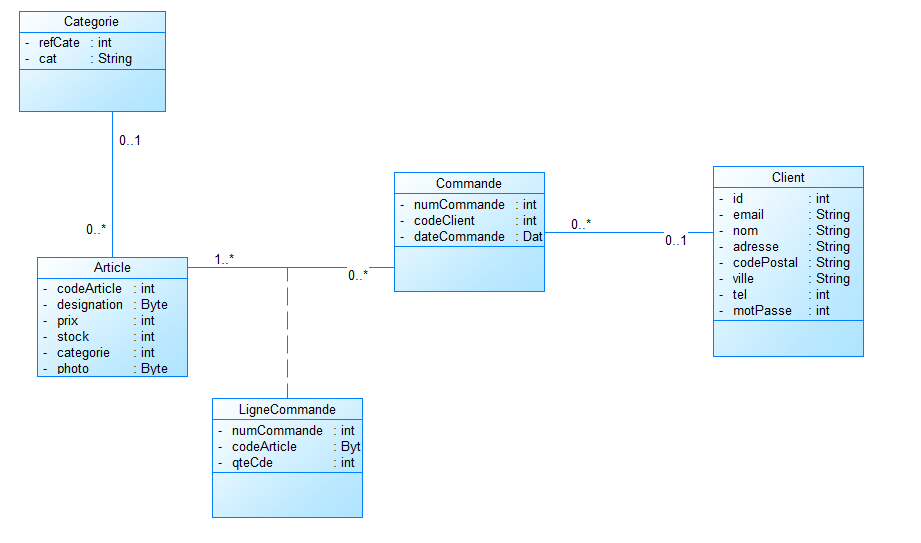 Categorie
- refCate : int
- cat : String
0..1
0..*
Article
- codeArticle : int
- designation : Byte
- prix : int
- stock : int
- categorie : int
- photo : Byte
1..*
0..*
Commande
- numCommande : int
- codeClient : int
- dateCommande : Dat
0..*
0..1
Client
- id : int
- email : String
- nom : String
- adresse : String
- codePostal : String
- ville : String
- tel : int
- motPasse : int
LigneCommande
- numCommande : int
- codeArticle : Byt
- qteCde : int